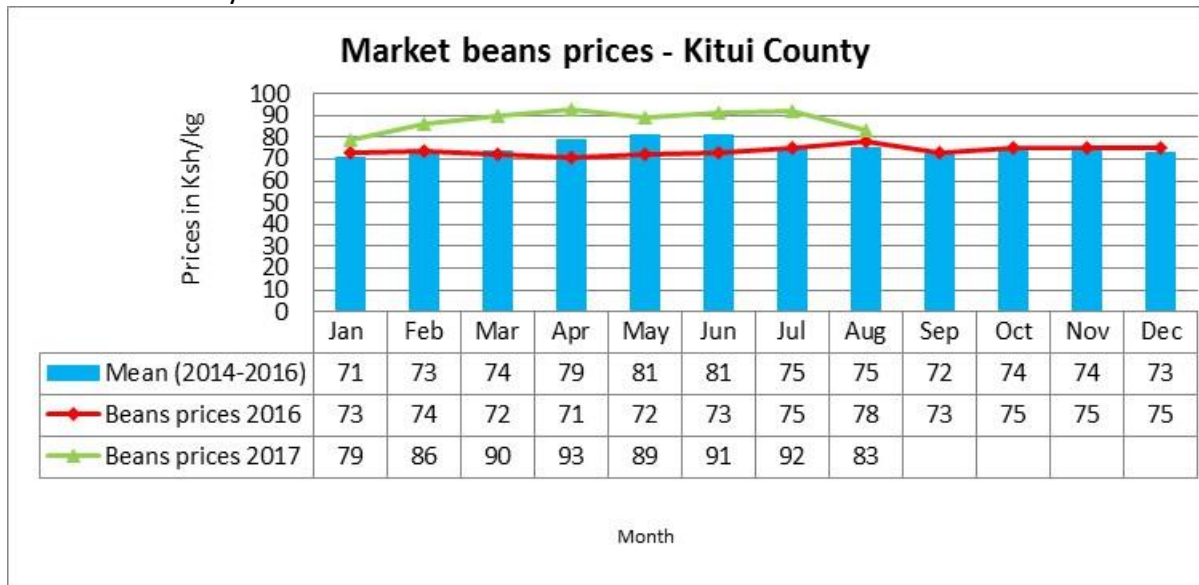 Market beans prices - Kitui County
Prices in Ksh/kg
100
90
80
70
60
50
40
30
20
10
0
Jan Feb Mar Apr May Jun Jul Aug Sep Oct Nov Dec
Mean (2014-2016) 71 73 74 79 81 81 75 75 72 74 74 73
Beans prices 2016 73 74 72 71 72 73 75 78 73 75 75 75
Beans prices 2017 79 86 90 93 89 91 92 83
Month